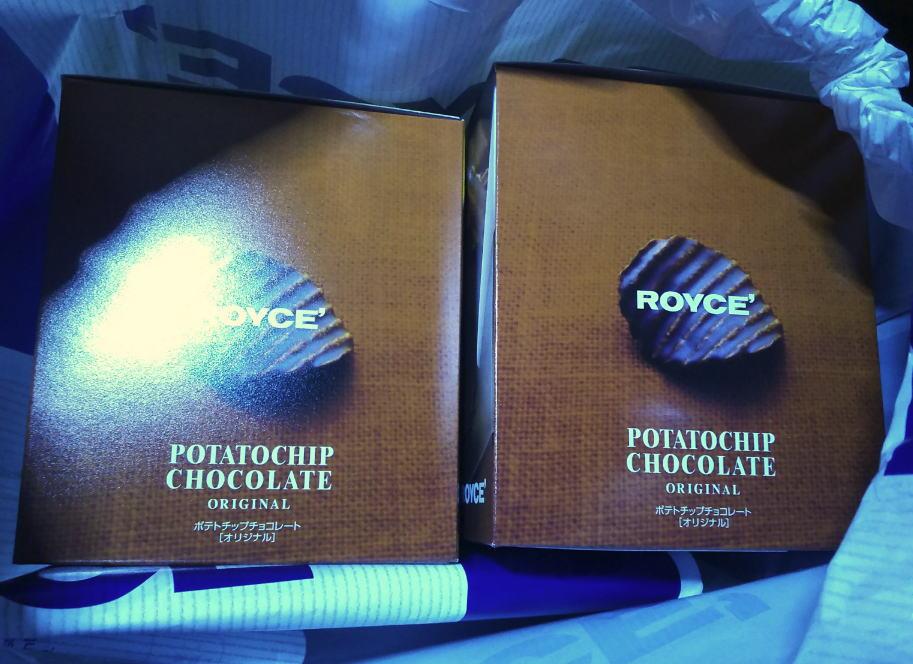 ROYCE'
POTATOCHIP
CHOCOLATE
ORIGINAL
ポテトチップチョコレート
[オリジナル]
OYCE'
ROYCE'
POTATOCHIP
CHOCOLATE
ORIGINAL
ポテトチップチョコレート
[オリジナル]